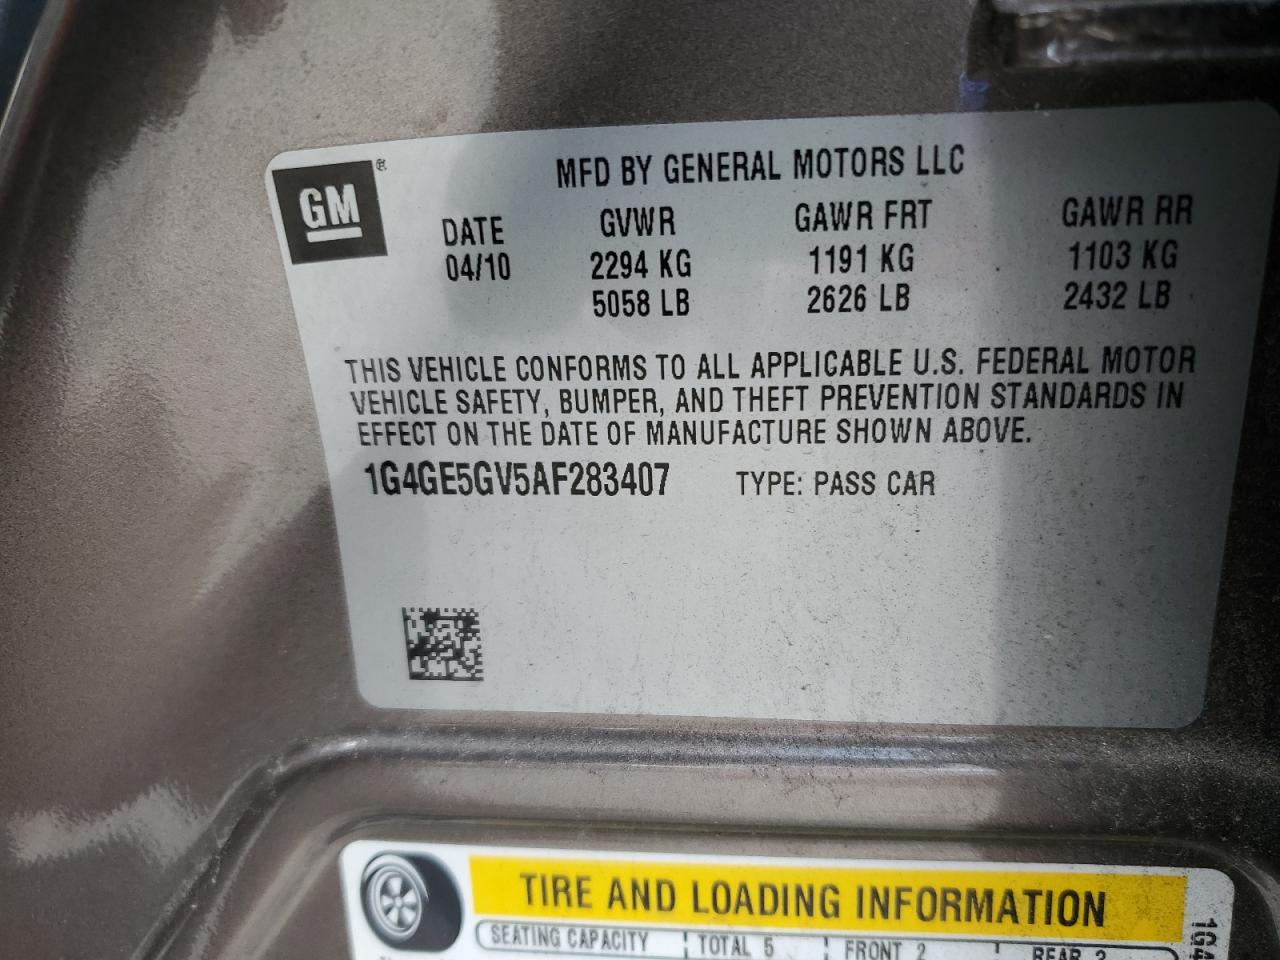 GM ®
MFD BY GENERAL MOTORS LLC
DATE GVWR GAWR FRT GAWR RR
04/10 2294 KG 1191 KG 1103 KG
5058 LB 2626 LB 2432 LB
THIS VEHICLE CONFORMS TO ALL APPLICABLE U.S. FEDERAL MOTOR
VEHICLE SAFETY, BUMPER, AND THEFT PREVENTION STANDARDS IN
EFFECT ON THE DATE OF MANUFACTURE SHOWN ABOVE.
1G4GE5GV5AF283407 TYPE: PASS CAR
TIRE AND LOADING INFORMATION
SEATING CAPACITY TOTAL 5 FRONT 2 REAR 3